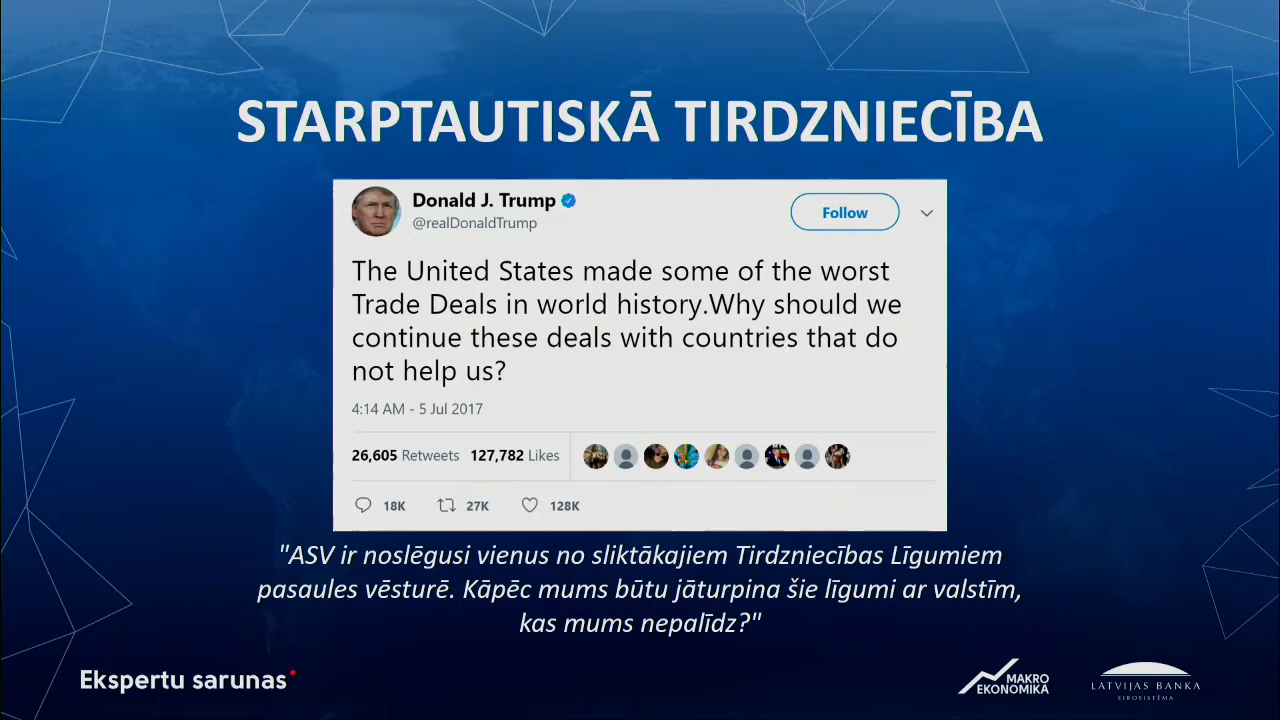 STARPTAUTISKĀ TIRDZNIECĪBA
Donald J. Trump
@realDonaldTrump
Follow
The United States made some of the worst
Trade Deals in world history.Why should we
continue these deals with countries that do
not help us?
4:14 AM - 5 Jul 2017
26,605 Retweets 127,782 Likes
18K 27K 128K
"ASV ir noslēgusi vienus no sliktākajiem Tirdzniecības Līgumiem
pasaules vēsturē. Kāpēc mums būtu jāturpina šie līgumi ar valstīm,
kas mums nepalīdz?"
Ekspertu sarunas
MAKRO
EKONOMIKA
LATVIJAS BANKA
EIROSISTĒMA